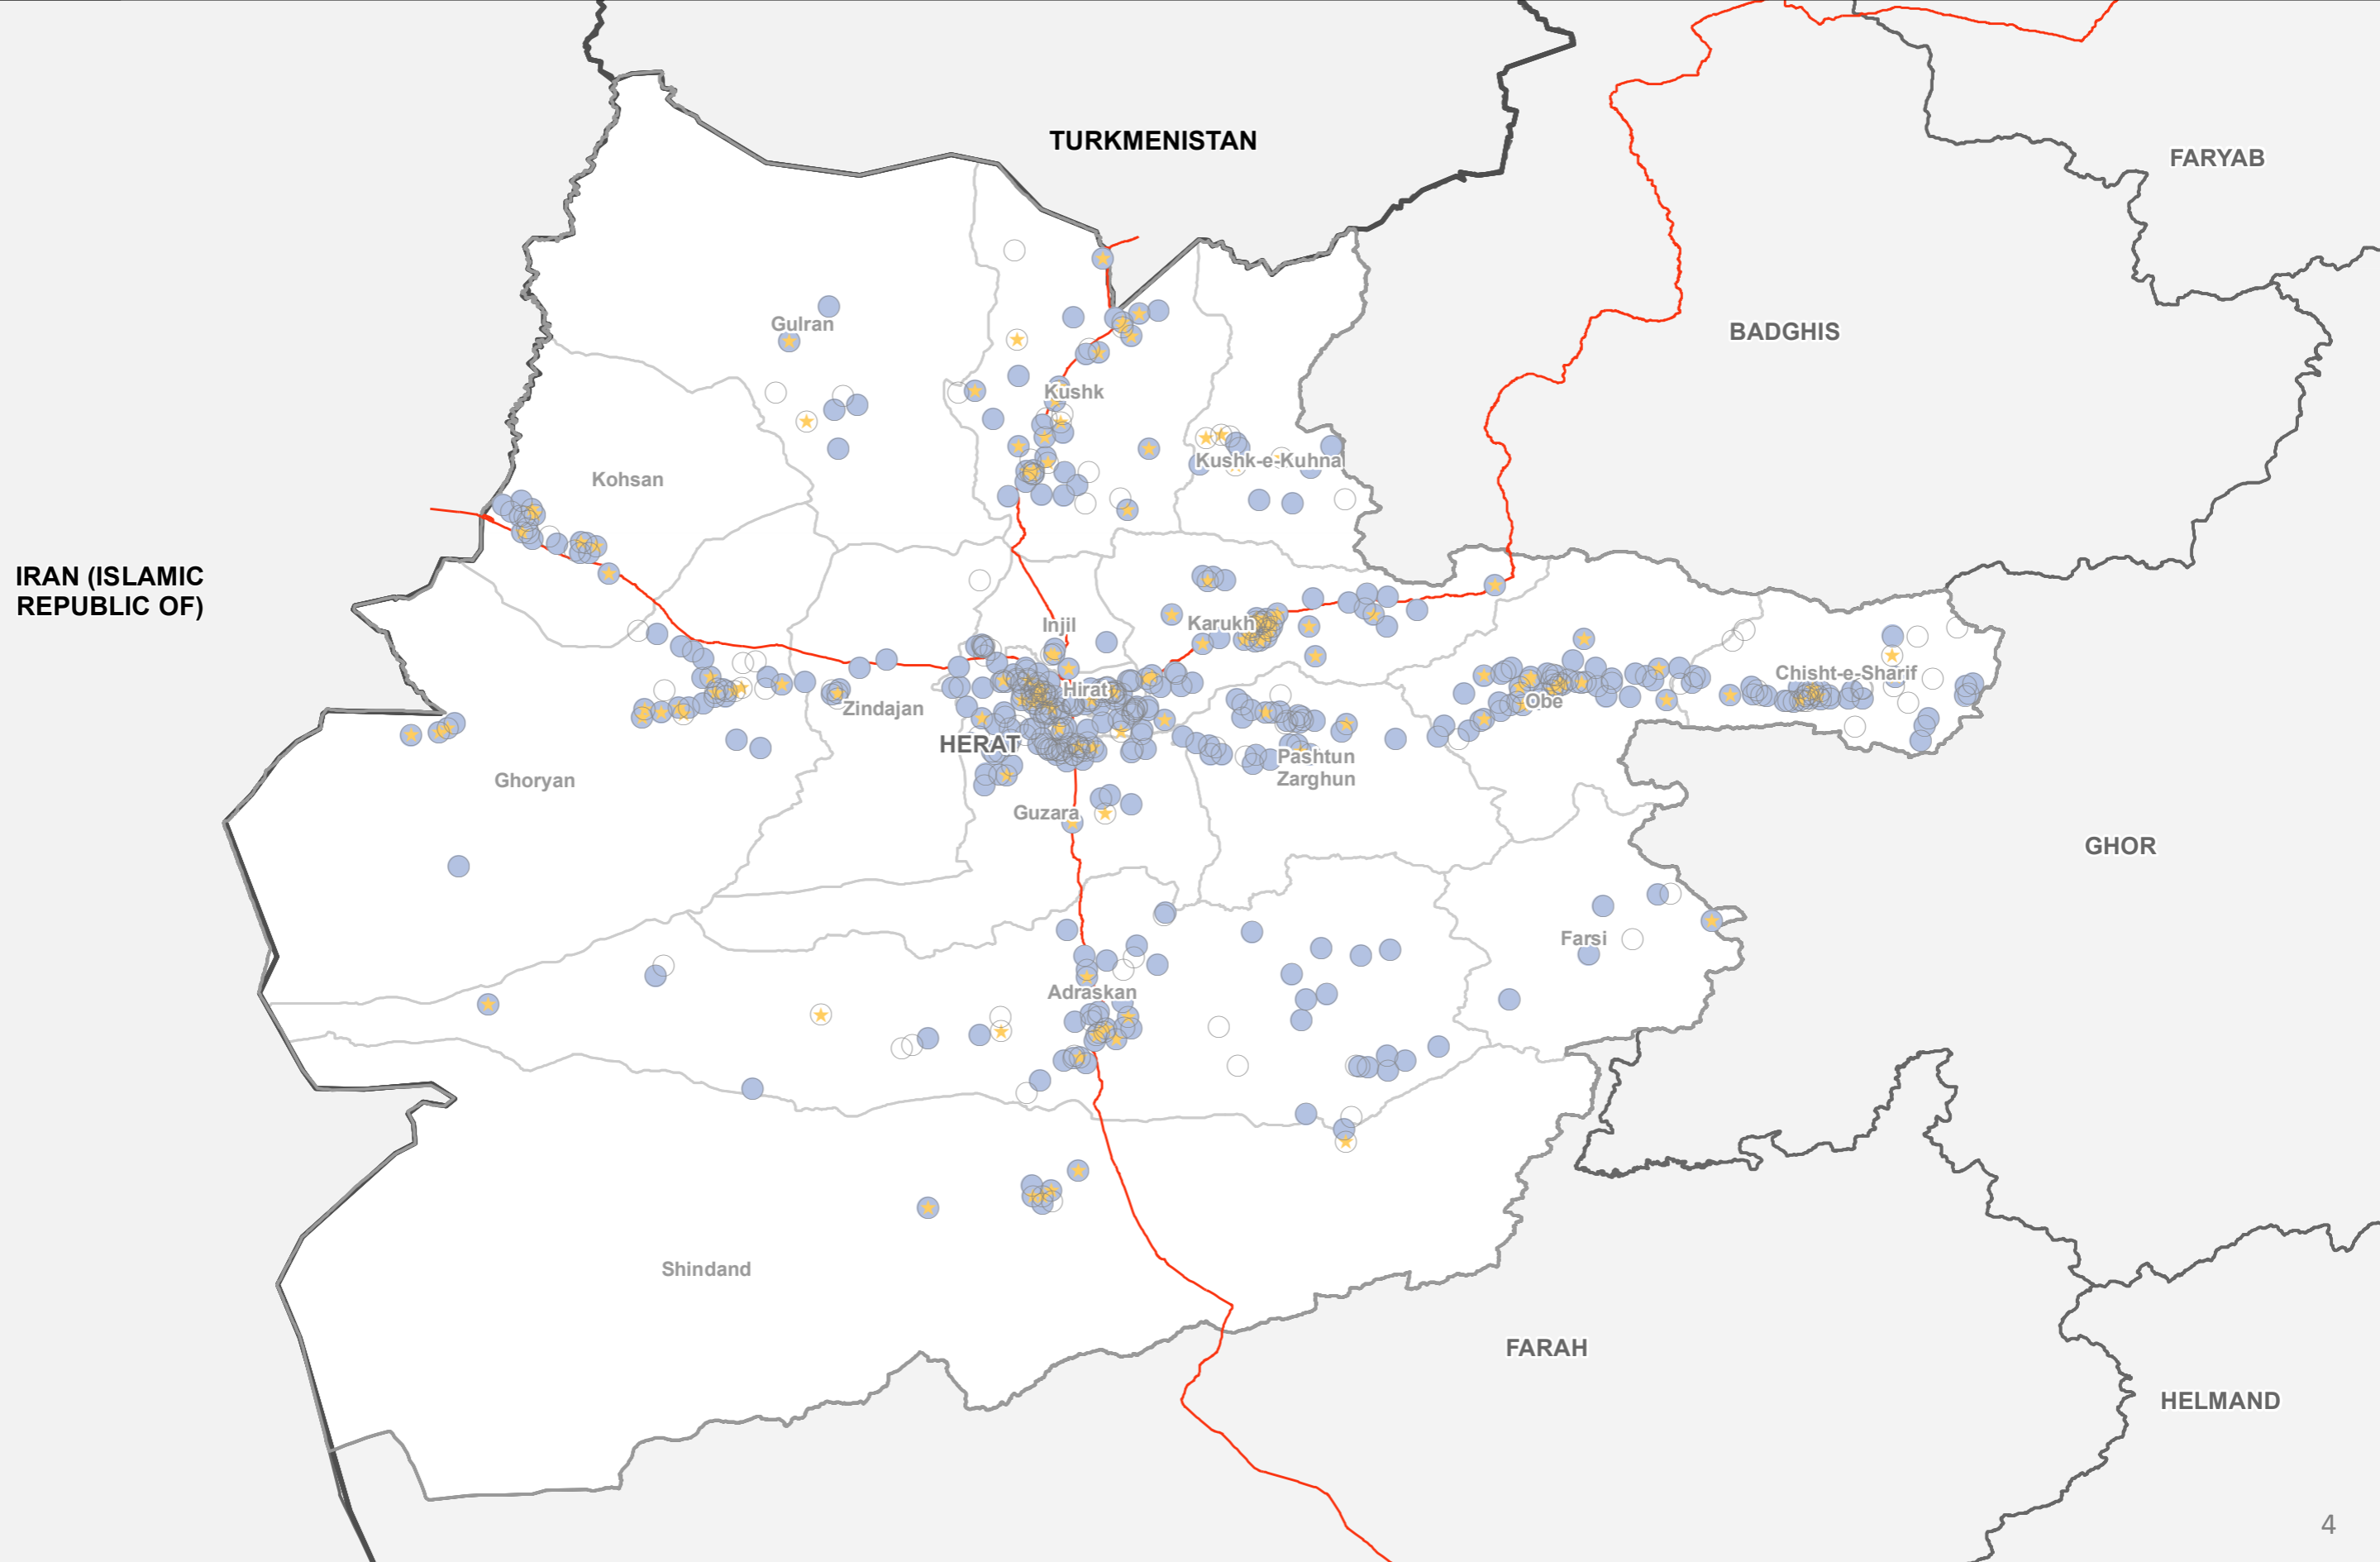 TURKMENISTAN
FARYAB
Gulran
BADGHIS
Kushk
Kushk-e-Kuhna
Kohsan
IRAN (ISLAMIC
REPUBLIC OF)
Injil
Karukh
Chisht-e-Sharif
Hirat
Obe
Zindajan
HERAT
Pashtun
Zarghun
Ghoryan
Guzara
GHOR
Farsi
Adraskan
Shindand
FARAH
HELMAND
4